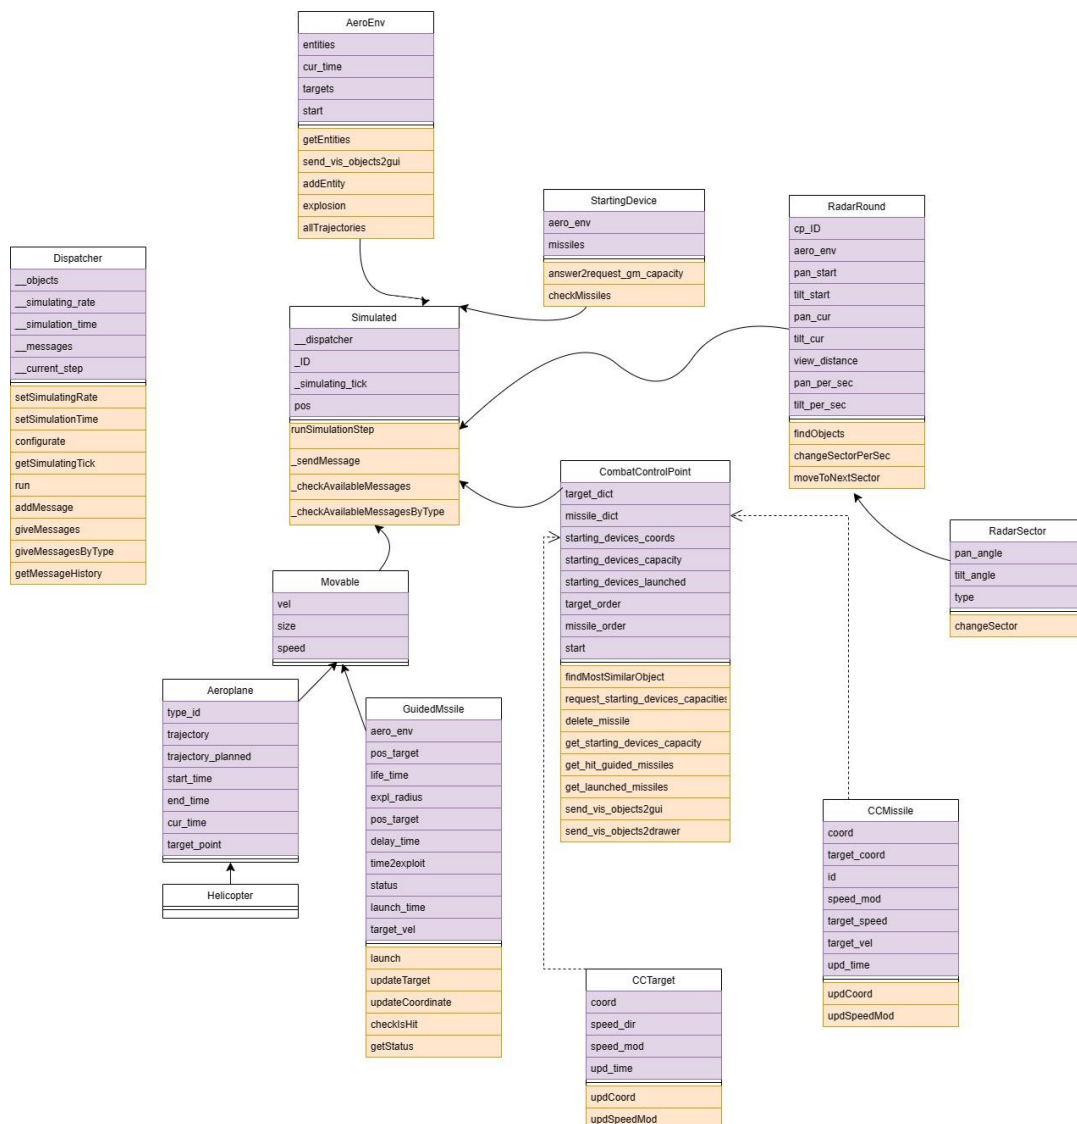 AeroEnv
entities
cur_time
targets
start
getEntities
send_vis_objects2gui
addEntity
explosion
allTrajectories
StartingDevice
aero_env
missiles
answer2request_gm_capacity
checkMissiles
RadarRound
cp_ID
aero_env
pan_start
tilt_start
pan_cur
tilt_cur
view_distance
pan_per_sec
tilt_per_sec
findObjects
changeSectorPerSec
moveToNextSector
Dispatcher
__objects
__simulating_rate
__simulation_time
__messages
__current_step
setSimulatingRate
setSimulationTime
configurate
getSimulatingTick
run
addMessage
giveMessages
giveMessagesByType
getMessageHistory
Simulated
__dispatcher
_ID
_simulating_tick
pos
runSimulationStep
_sendMessage
_checkAvailableMessages
_checkAvailableMessagesByType
CombatControlPoint
target_dict
missile_dict
starting_devices_coords
starting_devices_capacity
starting_devices_launched
target_order
missile_order
start
findMostSimilarObject
request_starting_devices_capacities
delete_missile
get_starting_devices_capacity
get_hit_guided_missiles
get_launched_missiles
send_vis_objects2gui
send_vis_objects2drawer
RadarSector
pan_angle
tilt_angle
type
changeSector
Movable
vel
size
speed
Aeroplane
type_id
trajectory
trajectory_planned
start_time
end_time
cur_time
target_point
Helicopter
GuidedMssile
aero_env
pos_target
life_time
expl_radius
pos_target
delay_time
time2exploit
status
launch_time
target_vel
launch
updateTarget
updateCoordinate
checkIsHit
getStatus
CCMissile
coord
target_coord
id
speed_mod
target_speed
target_vel
upd_time
updCoord
updSpeedMod
CCTarget
coord
speed_dir
speed_mod
upd_time
updCoord
updSpeedMod